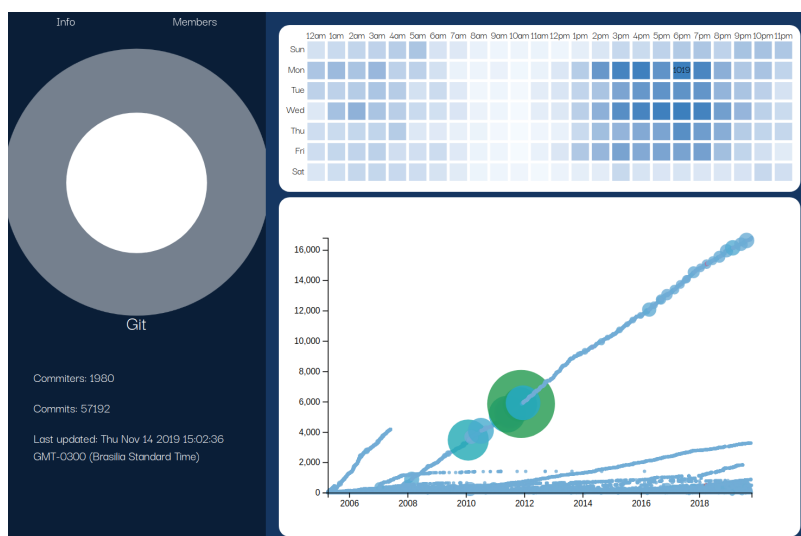 Info Members
Git
Commiters: 1980
Commits: 57192
Last updated: Thu Nov 14 2019 15:02:36
GMT-0300 (Brasilia Standard Time)
12am 1am 2am 3am 4am 5am 6am 7am 8am 9am 10am 11am 12pm 1pm 2pm 3pm 4pm 5pm 6pm 7pm 8pm 9pm 10pm 11pm
Sun
Mon 1019
Tue
Wed
Thu
Fri
Sat
16,000
14,000
12,000
10,000
8,000
6,000
4,000
2,000
0
2006 2008 2010 2012 2014 2016 2018